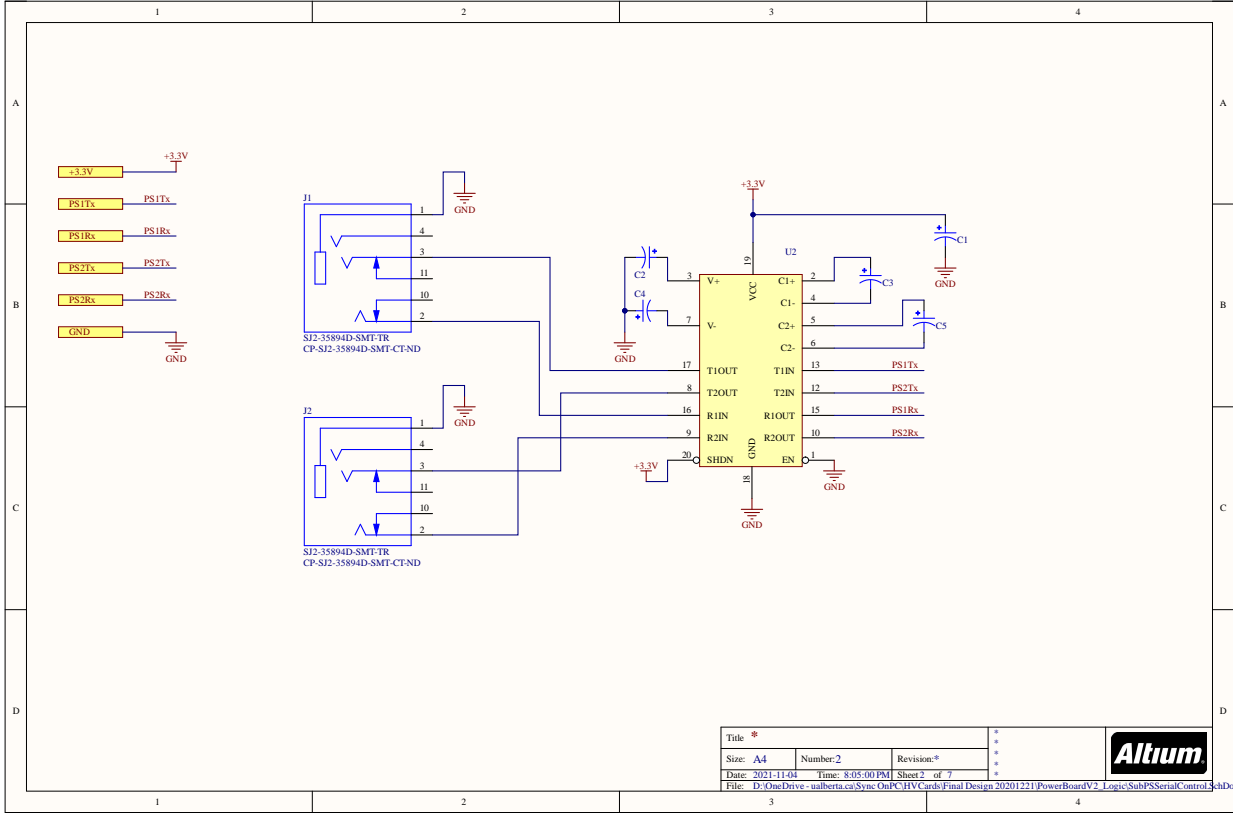 1 2 3 4
A A
+3.3V +3.3V
PS1Tx PS1Tx
PS1Rx PS1Rx
PS2Tx PS2Tx
PS2Rx PS2Rx
GND
GND
B B
J1
1
4
3
11
10
2
GND
SJ2-35894D-SMT-TR
CP-SJ2-35894D-SMT-CT-ND
J2
1
4
3
11
10
2
GND
SJ2-35894D-SMT-TR
CP-SJ2-35894D-SMT-CT-ND
+3.3V
C1
GND
U2
19
VCC
C2
C4
GND
3 V+ C1+ 2
C3
C1- 4
7 V- C2+ 5
C5
C2- 6
17 T1OUT T1IN 13 PS1Tx
8 T2OUT T2IN 12 PS2Tx
16 R1IN R1OUT 15 PS1Rx
9 R2IN R2OUT 10 PS2Rx
+3.3V 20 SHDN GND EN 1
GND
18
GND
C C
D D
Title *
Size: A4 Number:2 Revision:*
Date: 2021-11-04 Time: 8:05:00 PM Sheet 2 of 7
File: D:\OneDrive - ualberta.ca\Sync OnPC\HVCards\Final Design 20201221\PowerBoardV2_Logic\SubPSSerialControl.SchDo
*
*
*
*
*
Altium
1 2 3 4